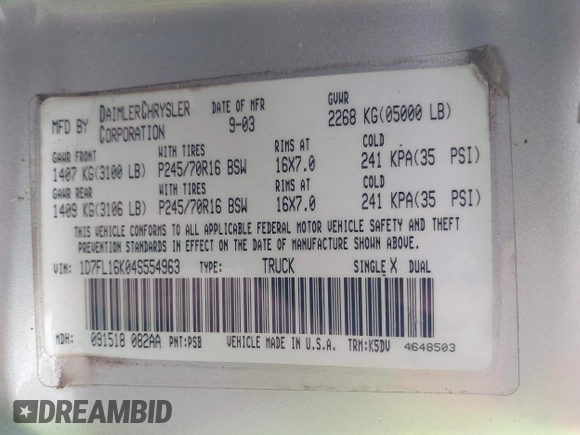 MFD BY DAIMLERCHRYSLER CORPORATION DATE OF MFR 9-03 GVWR 2268 KG(05000 LB)
GAWR FRONT WITH TIRES RIMS AT COLD
1407 KG(3100 LB) P245/70R16 BSW 16X7.0 241 KPA(35 PSI)
GAWR REAR WITH TIRES RIMS AT COLD
1409 KG(3106 LB) P245/70R16 BSW 16X7.0 241 KPA(35 PSI)
THIS VEHICLE CONFORMS TO ALL APPLICABLE FEDERAL MOTOR VEHICLE SAFETY AND THEFT
PREVENTION STANDARDS IN EFFECT ON THE DATE OF MANUFACTURE SHOWN ABOVE.
VIN: 1D7FL16K04S554963 TYPE: TRUCK SINGLE X DUAL
MDH: 091518 082AA PNT:PSB VEHICLE MADE IN U.S.A. TRM:K5DV 4648503
DREAMBID